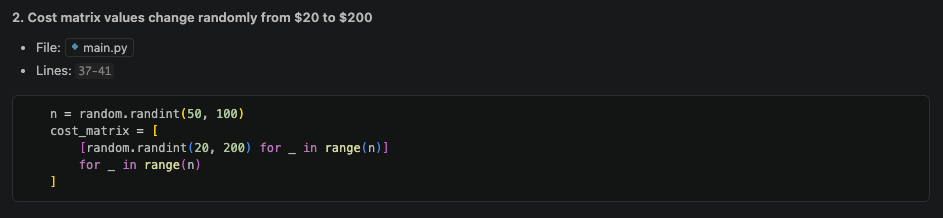 2. Cost matrix values change randomly from $20 to $200
• File: main.py
• Lines: 37-41
n = random.randint(50, 100)
cost_matrix = [
    [random.randint(20, 200) for _ in range(n)]
    for _ in range(n)
]